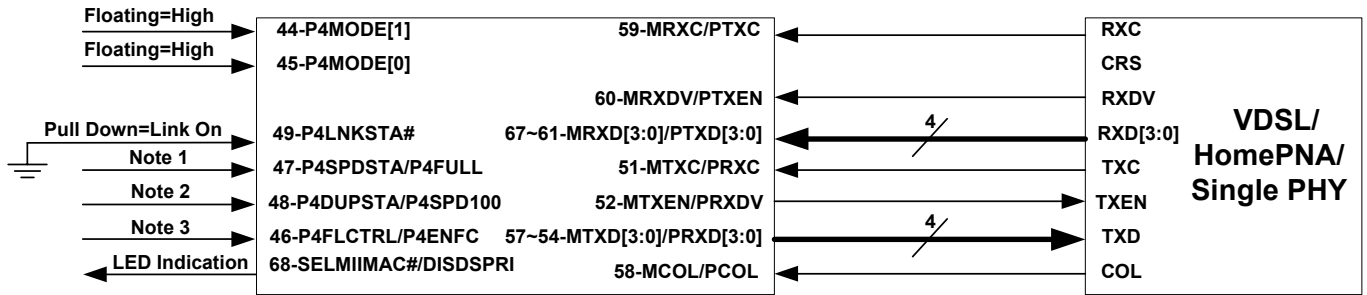 Floating=High
44-P4MODE[1]
59-MRXC/PTXC
RXC
Floating=High
45-P4MODE[0]
CRS
60-MRXDV/PTXEN
RXDV
Pull Down=Link On
49-P4LNKSTA#
67~61-MRXD[3:0]/PTXD[3:0]
4
RXD[3:0]
Note 1
47-P4SPDSTA/P4FULL
51-MTXC/PRXC
TXC
Note 2
48-P4DUPSTA/P4SPD100
52-MTXEN/PRXDV
TXEN
Note 3
46-P4FLCTRL/P4ENFC
57~54-MTXD[3:0]/PRXD[3:0]
4
TXD
LED Indication
68-SELMIIMAC#/DISDSPRI
58-MCOL/PCOL
COL
VDSL/
HomePNA/
Single PHY